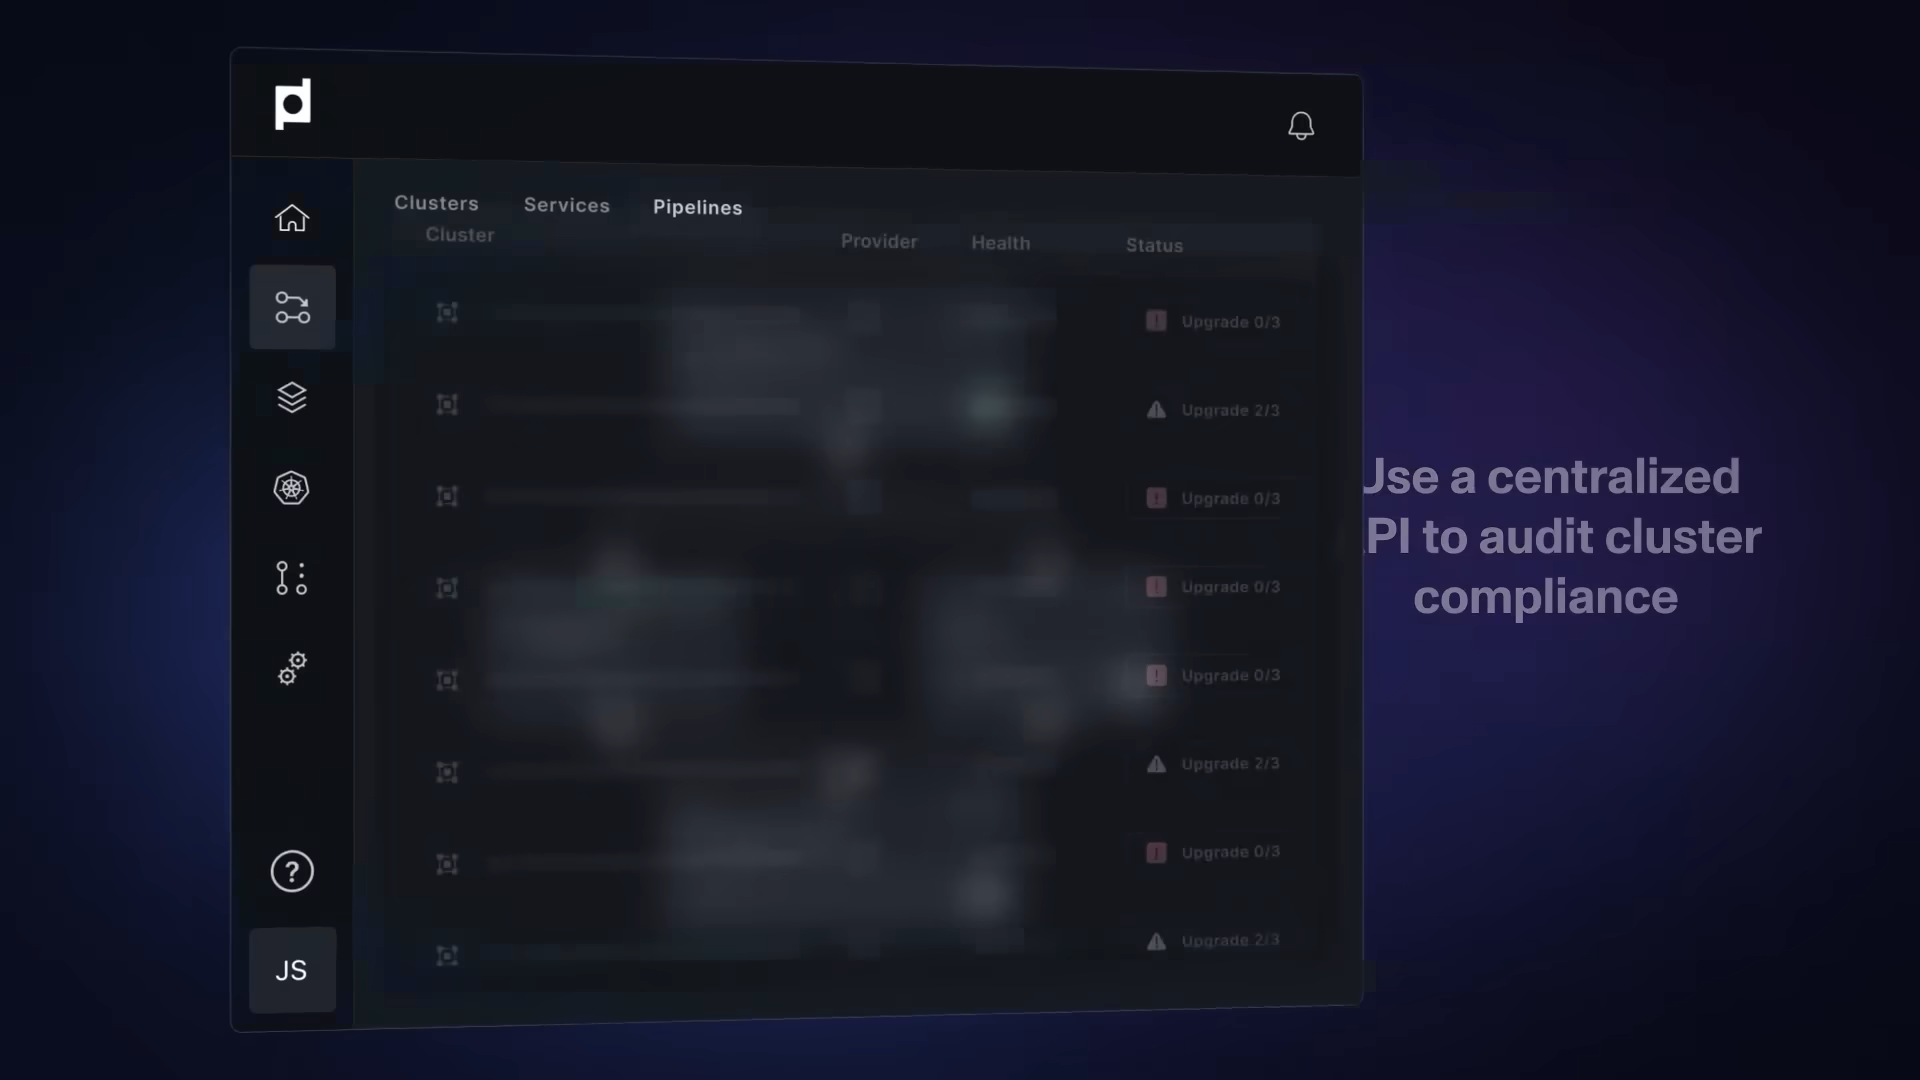 Clusters Services Pipelines
Cluster Provider Health Status
Upgrade 0/3
Upgrade 2/3
Upgrade 0/3
Upgrade 0/3
Upgrade 0/3
Upgrade 2/3
Upgrade 0/3
Upgrade 2/3
?
JS
Use a centralized
PI to audit cluster
compliance